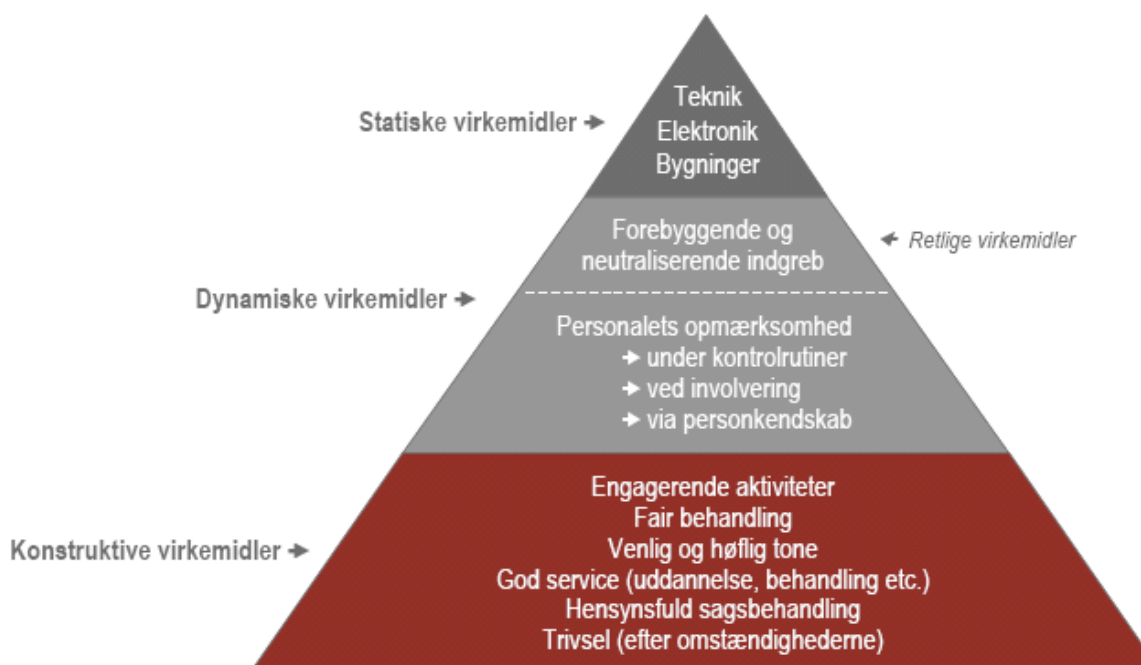 Statiske virkemidler →
Teknik
Elektronik
Bygninger
Forebyggende og
neutraliserende indgreb
← Retlige virkemidler
Dynamiske virkemidler →
Personalets opmærksomhed
→ under kontrolrutiner
→ ved involvering
→ via personkendskab
Konstruktive virkemidler →
Engagerende aktiviteter
Fair behandling
Venlig og høflig tone
God service (uddannelse, behandling etc.)
Hensynsfuld sagsbehandling
Trivsel (efter omstændighederne)